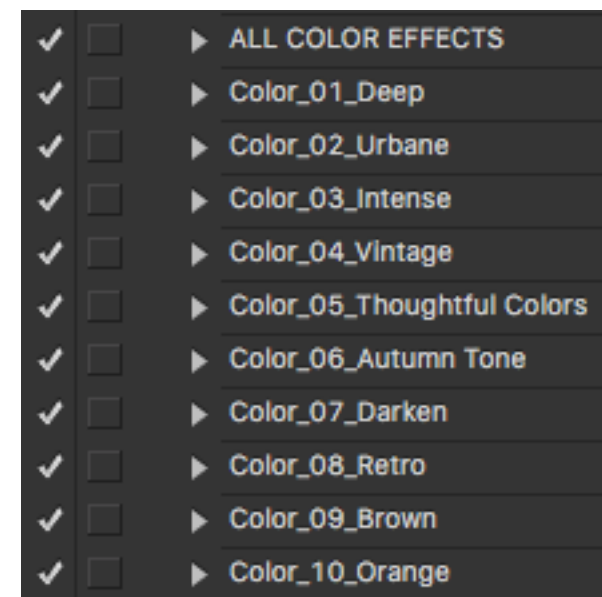 ALL COLOR EFFECTS
Color_01_Deep
Color_02_Urbane
Color_03_Intense
Color_04_Vintage
Color_05_Thoughtful Colors
Color_06_Autumn Tone
Color_07_Darken
Color_08_Retro
Color_09_Brown
Color_10_Orange